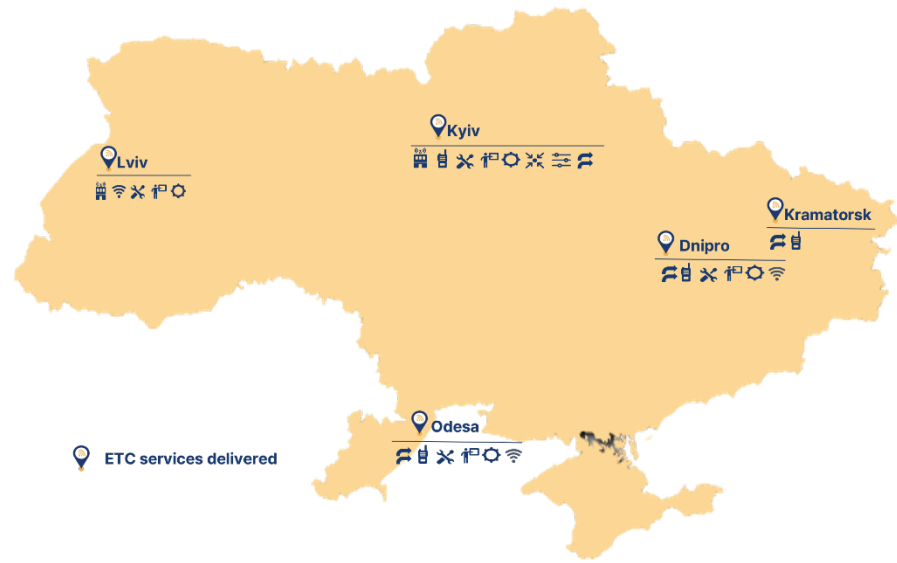 Kyiv
Lviv
Kramatorsk
Dnipro
Odesa
ETC services delivered